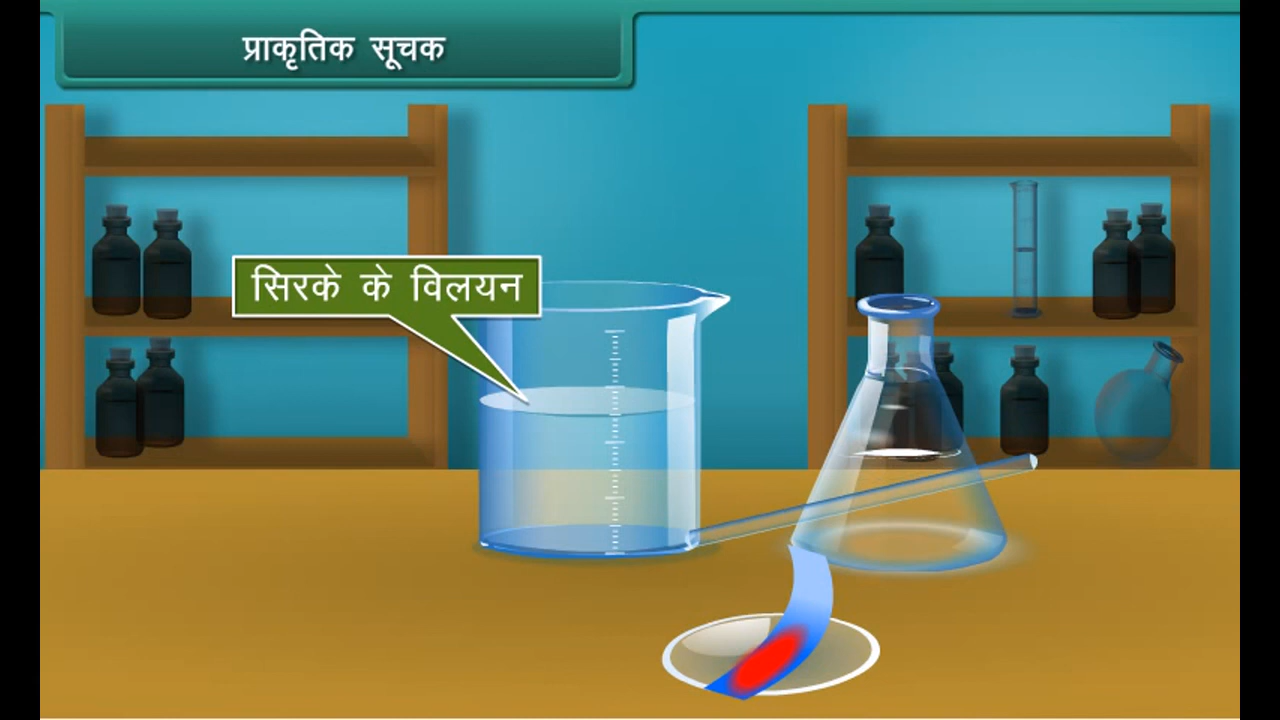 प्राकृतिक सूचक
सिरके के विलयन